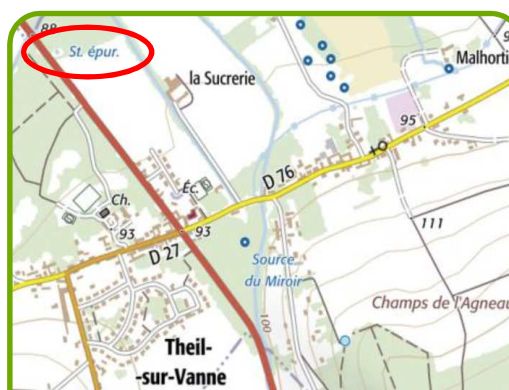 88
St. épur.
la Sucrerie
Malhorti
95
D 76
Éc.
Ch.
93
93
D 27
111
Source
du Miroir
Champs de l'Agneau
100
Theil-
-sur-Vanne